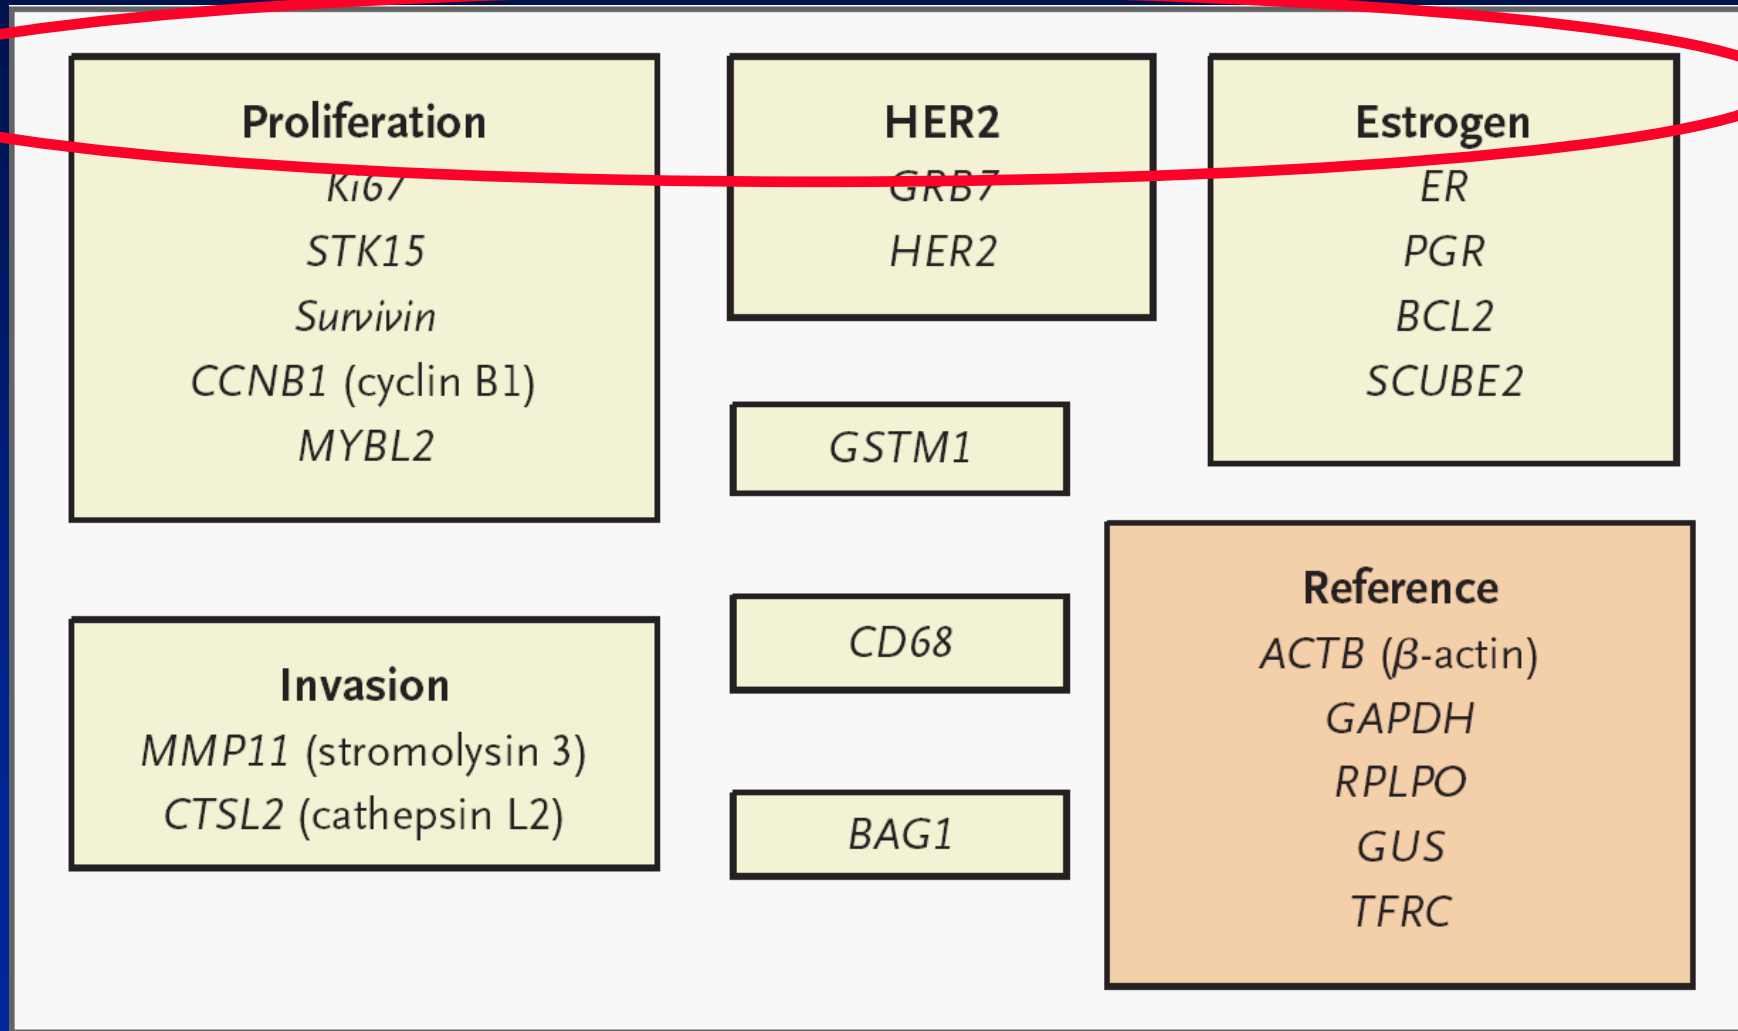 Proliferation
Ki67
STK15
Survivin
CCNB1 (cyclin B1)
MYBL2
HER2
GRB7
HER2
Estrogen
ER
PGR
BCL2
SCUBE2
GSTM1
CD68
BAG1
Invasion
MMP11 (stromolysin 3)
CTSL2 (cathepsin L2)
Reference
ACTB (β-actin)
GAPDH
RPLPO
GUS
TFRC